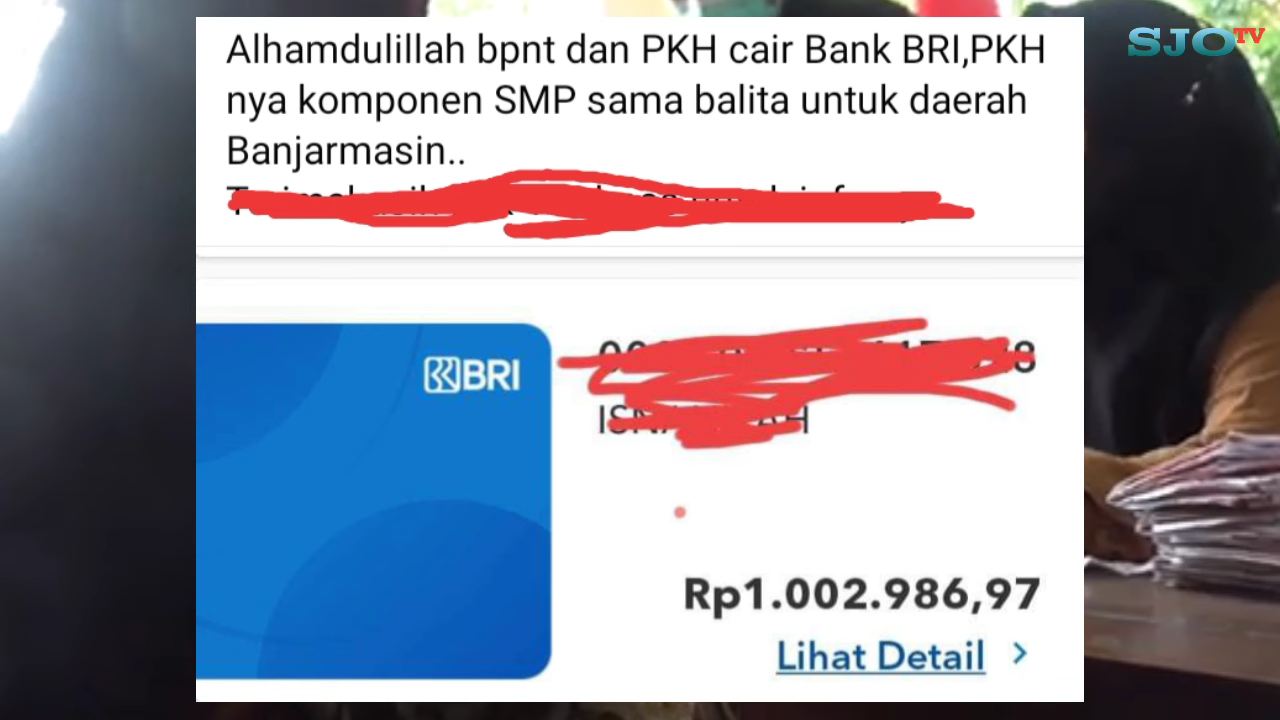 SJOTV
Alhamdulillah bpnt dan PKH cair Bank BRI,PKH
nya komponen SMP sama balita untuk daerah
Banjarmasin..
BRI
Rp1.002.986,97
Lihat Detail